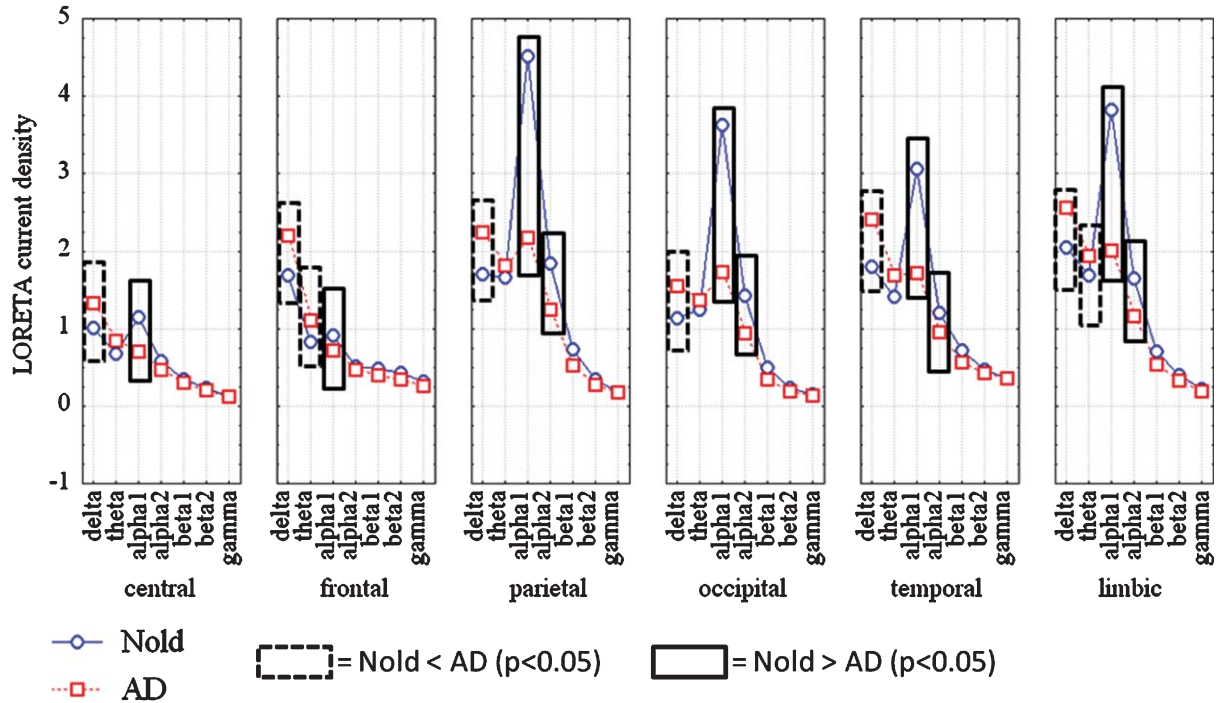 LORETA current density
5
4
3
2
1
0
-1
delta theta alpha1 alpha2 beta1 beta2 gamma
delta theta alpha1 alpha2 beta1 beta2 gamma
delta theta alpha1 alpha2 beta1 beta2 gamma
delta theta alpha1 alpha2 beta1 beta2 gamma
delta theta alpha1 alpha2 beta1 beta2 gamma
delta theta alpha1 alpha2 beta1 beta2 gamma
central frontal parietal occipital temporal limbic
Nold
AD
= Nold < AD (p<0.05)
= Nold > AD (p<0.05)